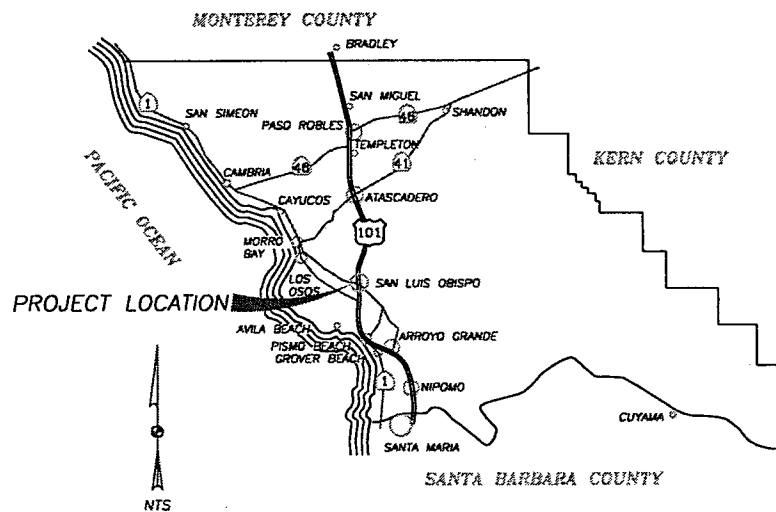 MONTEREY COUNTY
BRADLEY
1
SAN SIMEON
SAN MIGUEL
PASO ROBLES
46
SHANDON
TEMPLETON
41
KERN COUNTY
CAMBRIA
46
PACIFIC OCEAN
CAYUCOS
ATASCADERO
101
MORRO
BAY
LOS
OSOS
SAN LUIS OBISPO
PROJECT LOCATION
AVILA BEACH
PISMO BEACH
GROVER BEACH
ARROYO GRANDE
1
NIPOMO
CUYAMA
SANTA MARIA
SANTA BARBARA COUNTY
NTS